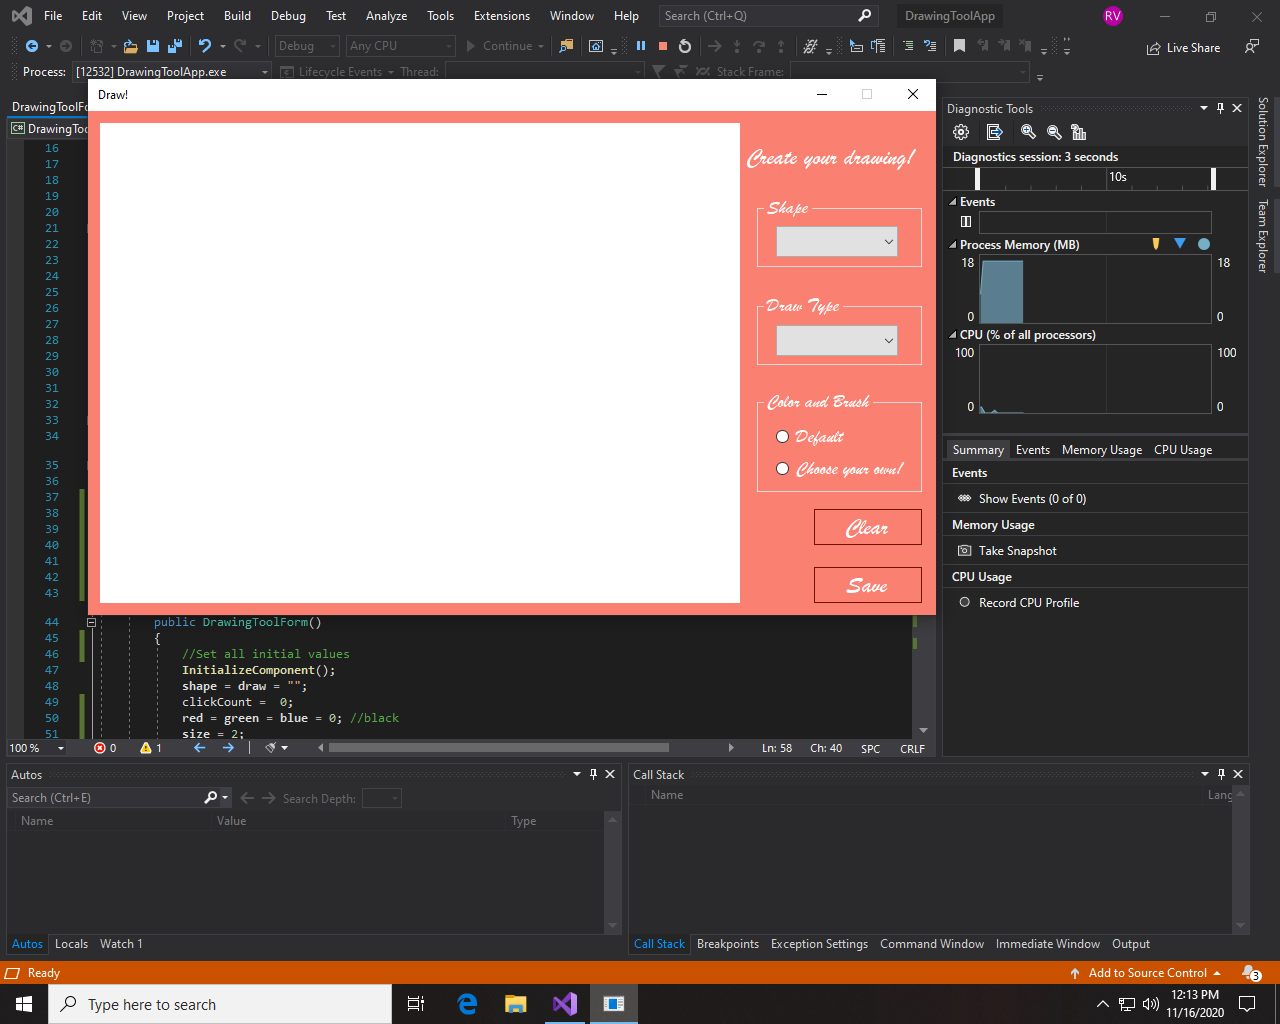 File Edit View Project Build Debug Test Analyze Tools Extensions Window Help Search (Ctrl+Q) DrawingToolApp RV
Debug Any CPU Continue Live Share
Process: [12532] DrawingToolApp.exe Lifecycle Events Thread: Stack Frame:
Draw!
DrawingToolFo
C# DrawingToo
16
17
18
19
20
21
22
23
24
25
26
27
28
29
30
31
32
33
34
35
36
37
38
39
40
41
42
43
Create your drawing!
Shape
Draw Type
Color and Brush
Default
Choose your own!
Clear
Save
44 public DrawingToolForm()
45 {
46 //Set all initial values
47 InitializeComponent();
48 shape = draw = "";
49 clickCount = 0;
50 red = green = blue = 0; //black
51 size = 2;
100 % 0 1 Ln: 58 Ch: 40 SPC CRLF
Diagnostic Tools
Diagnostics session: 3 seconds
10s
Events
Process Memory (MB)
18 18
0 0
CPU (% of all processors)
100 100
0 0
Summary Events Memory Usage CPU Usage
Events
Show Events (0 of 0)
Memory Usage
Take Snapshot
CPU Usage
Record CPU Profile
Solution Explorer
Team Explorer
Autos
Search (Ctrl+E) Search Depth:
Name Value Type
Autos Locals Watch 1
Call Stack
Name Lang
Call Stack Breakpoints Exception Settings Command Window Immediate Window Output
Ready Add to Source Control 3
Type here to search
12:13 PM
11/16/2020